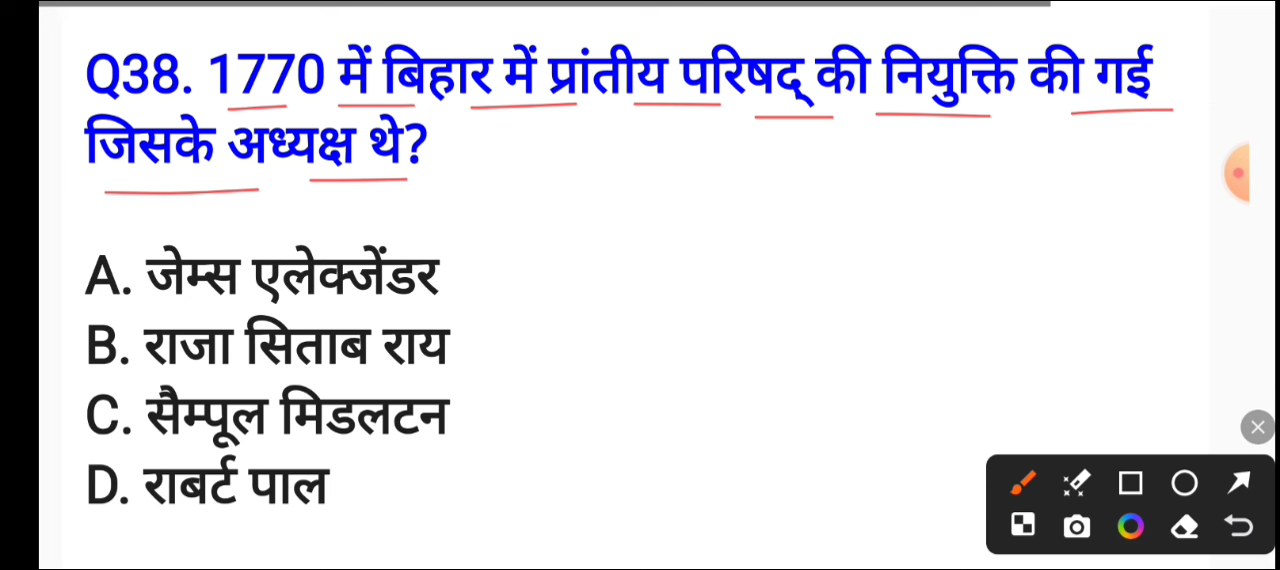 Q38. 1770 में बिहार में प्रांतीय परिषद् की नियुक्ति की गई
जिसके अध्यक्ष थे?
A. जेम्स एलेक्जेंडर
B. राजा सिताब राय
C. सैम्पूल मिडलटन
D. राबर्ट पाल